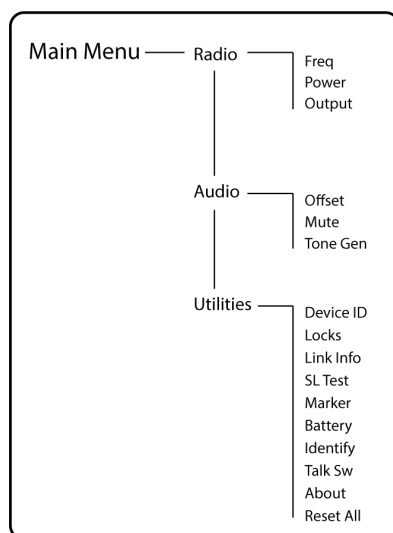 Main Menu
Radio
Freq
Power
Output
Audio
Offset
Mute
Tone Gen
Utilities
Device ID
Locks
Link Info
SL Test
Marker
Battery
Identify
Talk Sw
About
Reset All